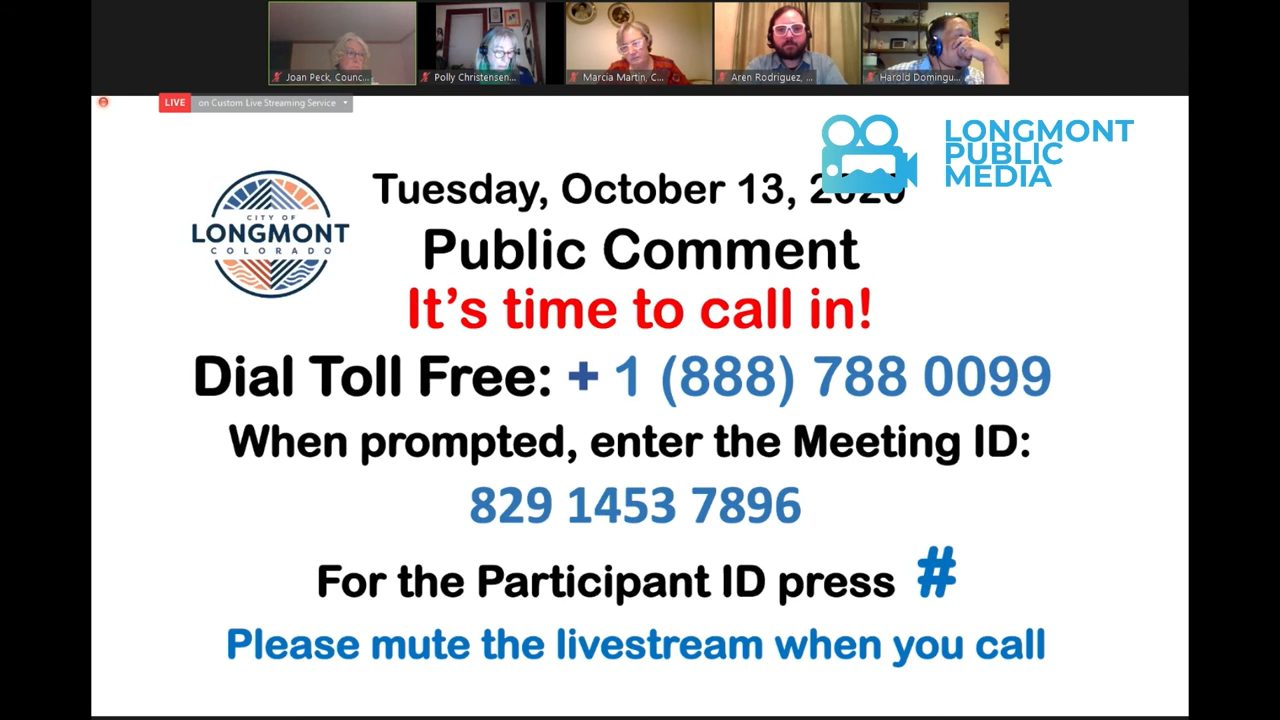 Joan Peck, Counc...
Polly Christensen...
Marcia Martin, C...
Aren Rodriguez, ...
Harold Domingu...
LIVE
on Custom Live Streaming Service
LONGMONT
PUBLIC
MEDIA
CITY OF
LONGMONT
COLORADO
Tuesday, October 13, 2020
Public Comment
It's time to call in!
Dial Toll Free: + 1 (888) 788 0099
When prompted, enter the Meeting ID:
829 1453 7896
For the Participant ID press #
Please mute the livestream when you call